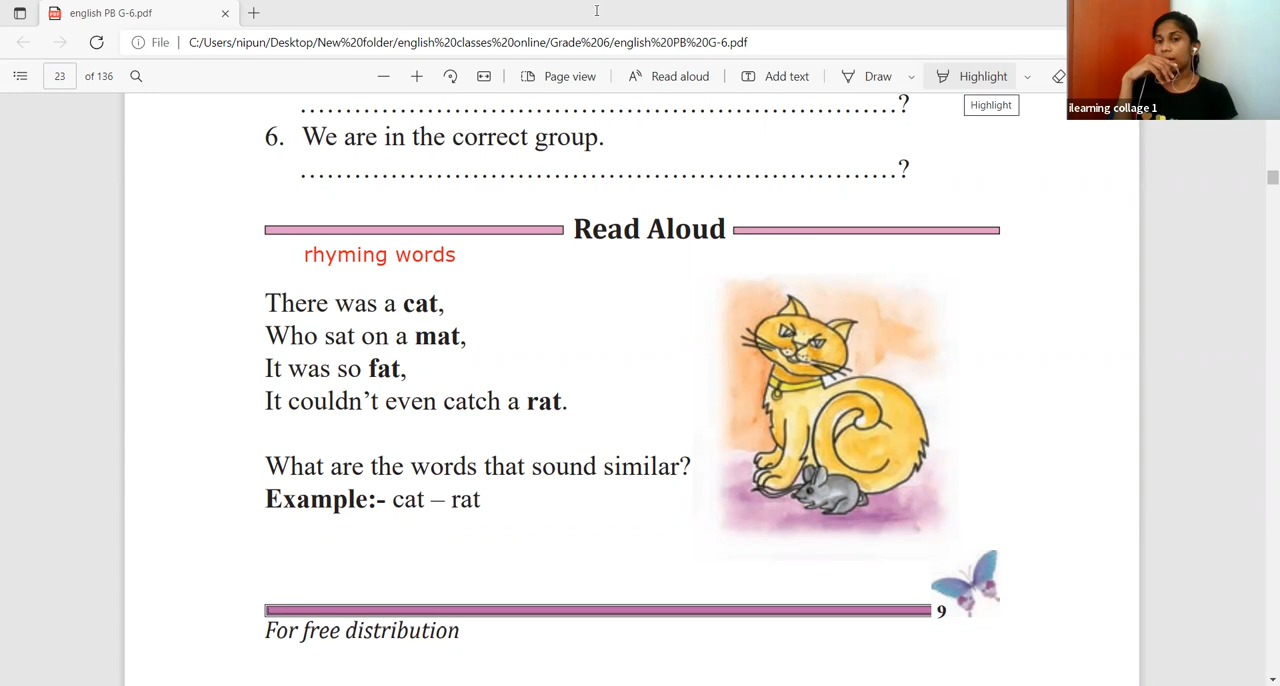 english PB G-6.pdf
File
C:/Users/nipun/Desktop/New%20folder/english%20classes%20online/Grade%206/english%20PB%20G-6.pdf
23 of 136
Page view
Read aloud
Add text
Draw
Highlight
Highlight
ilearning collage 1
..................................................................................?
6. We are in the correct group.
..................................................................................?
Read Aloud
rhyming words
There was a cat,
Who sat on a mat,
It was so fat,
It couldn’t even catch a rat.
What are the words that sound similar?
Example:- cat – rat
9
For free distribution